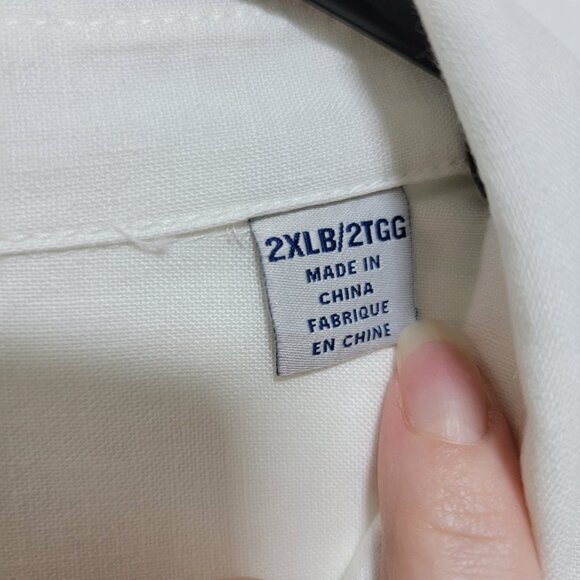 2XLB/2TGG
MADE IN
CHINA
FABRIQUE
EN CHINE